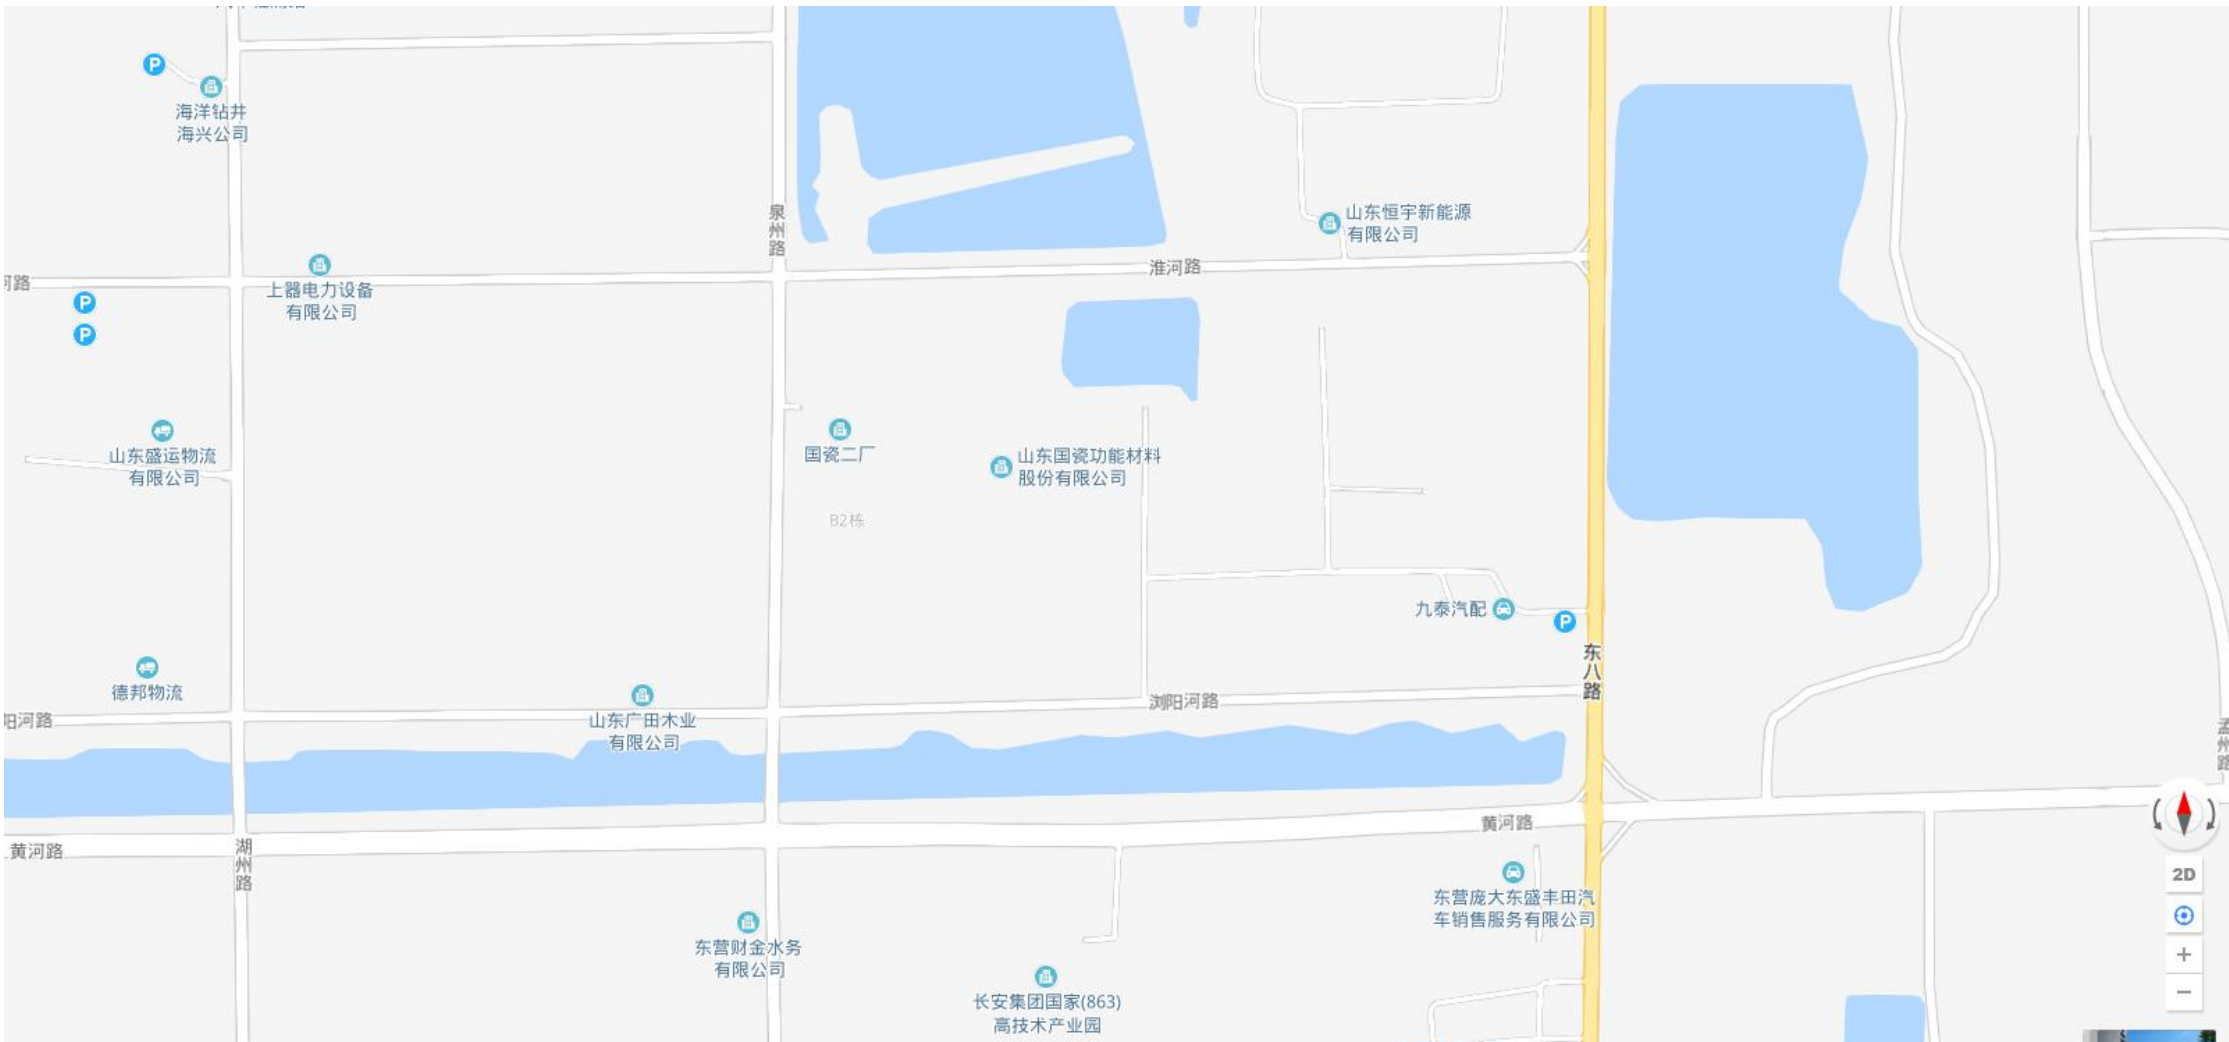 P
海洋钻井
海兴公司
泉州路
山东恒宇新能源
有限公司
淮河路
河路
上器电力设备
有限公司
P
P
山东盛运物流
有限公司
国瓷二厂
山东国瓷功能材料
股份有限公司
B2栋
九泰汽配
P
东八路
德邦物流
阳河路
山东广田木业
有限公司
浏阳河路
孟州路
黄河路
黄河路
湖州路
2D
东营庞大东盛丰田汽
车销售服务有限公司
东营财金水务
有限公司
长安集团国家(863)
高技术产业园
+
−